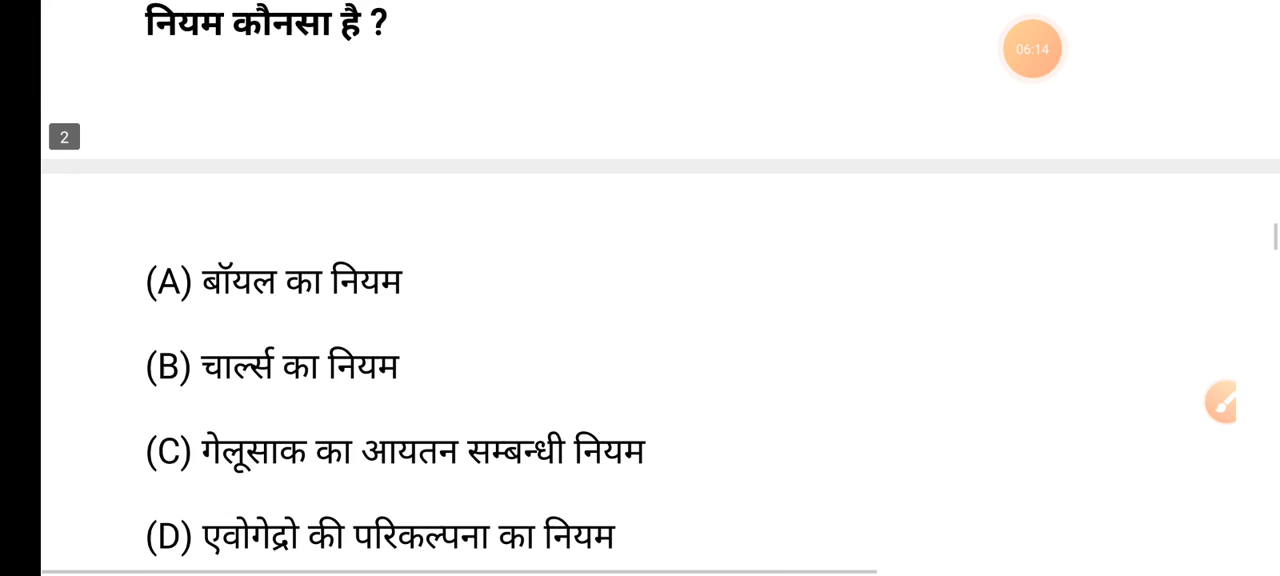 नियम कौनसा है ?
06:14
2
(A) बॉयल का नियम
(B) चार्ल्स का नियम
(C) गेलूसाक का आयतन सम्बन्धी नियम
(D) एवोगेद्रो की परिकल्पना का नियम